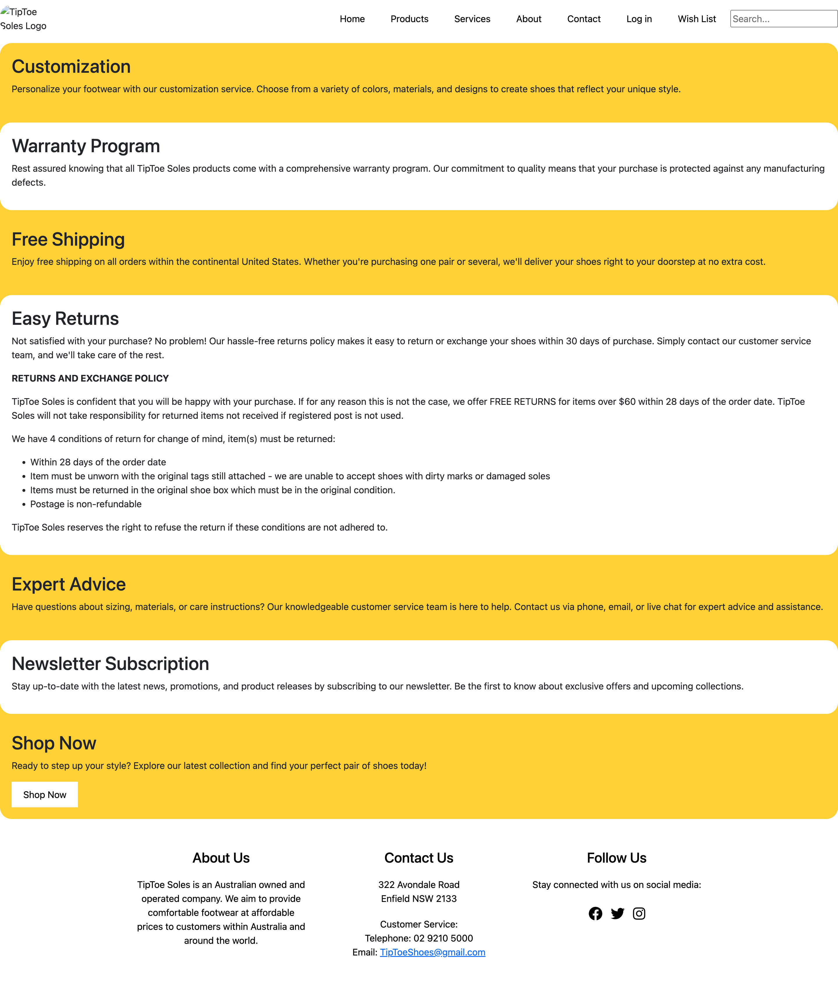 TipToe
Soles Logo
Home Products Services About Contact Log in Wish List Search...
Customization
Personalize your footwear with our customization service. Choose from a variety of colors, materials, and designs to create shoes that reflect your unique style.
Warranty Program
Rest assured knowing that all TipToe Soles products come with a comprehensive warranty program. Our commitment to quality means that your purchase is protected against any manufacturing
defects.
Free Shipping
Enjoy free shipping on all orders within the continental United States. Whether you're purchasing one pair or several, we'll deliver your shoes right to your doorstep at no extra cost.
Easy Returns
Not satisfied with your purchase? No problem! Our hassle-free returns policy makes it easy to return or exchange your shoes within 30 days of purchase. Simply contact our customer service
team, and we'll take care of the rest.
RETURNS AND EXCHANGE POLICY
TipToe Soles is confident that you will be happy with your purchase. If for any reason this is not the case, we offer FREE RETURNS for items over $60 within 28 days of the order date. TipToe
Soles will not take responsibility for returned items not received if registered post is not used.
We have 4 conditions of return for change of mind, item(s) must be returned:
• Within 28 days of the order date
• Item must be unworn with the original tags still attached - we are unable to accept shoes with dirty marks or damaged soles
• Items must be returned in the original shoe box which must be in the original condition.
• Postage is non-refundable
TipToe Soles reserves the right to refuse the return if these conditions are not adhered to.
Expert Advice
Have questions about sizing, materials, or care instructions? Our knowledgeable customer service team is here to help. Contact us via phone, email, or live chat for expert advice and assistance.
Newsletter Subscription
Stay up-to-date with the latest news, promotions, and product releases by subscribing to our newsletter. Be the first to know about exclusive offers and upcoming collections.
Shop Now
Ready to step up your style? Explore our latest collection and find your perfect pair of shoes today!
Shop Now
About Us
TipToe Soles is an Australian owned and
operated company. We aim to provide
comfortable footwear at affordable
prices to customers within Australia and
around the world.
Contact Us
322 Avondale Road
Enfield NSW 2133
Customer Service:
Telephone: 02 9210 5000
Email: TipToeShoes@gmail.com
Follow Us
Stay connected with us on social media: